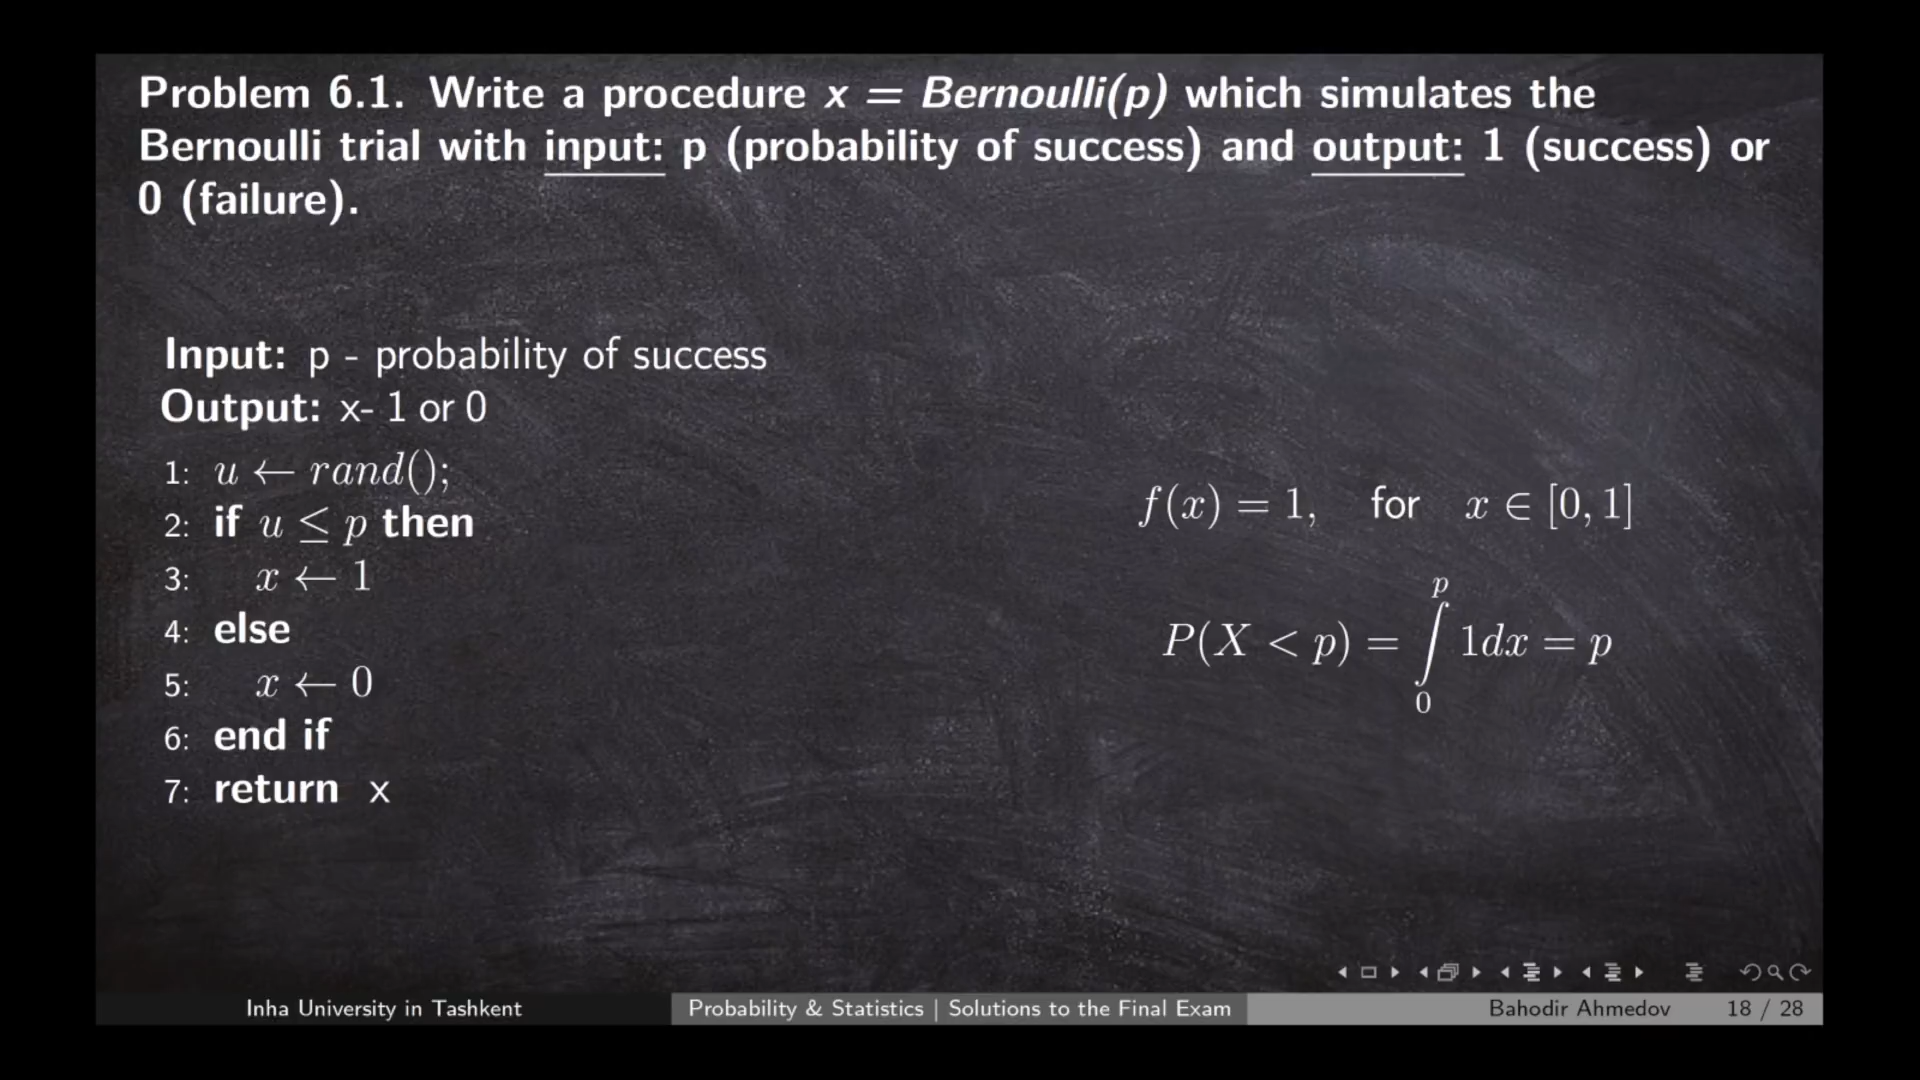 Problem 6.1. Write a procedure x = Bernoulli(p) which simulates the
Bernoulli trial with input: p (probability of success) and output: 1 (success) or
0 (failure).
Input: p - probability of success
Output: x- 1 or 0
1: u ← rand();
2: if u ≤ p then
3: x ← 1
4: else
5: x ← 0
6: end if
7: return x
f(x) = 1, for x ∈ [0, 1]
P(X < p) = ∫₀ᵖ 1dx = p
Inha University in Tashkent
Probability & Statistics | Solutions to the Final Exam
Bahodir Ahmedov 18 / 28